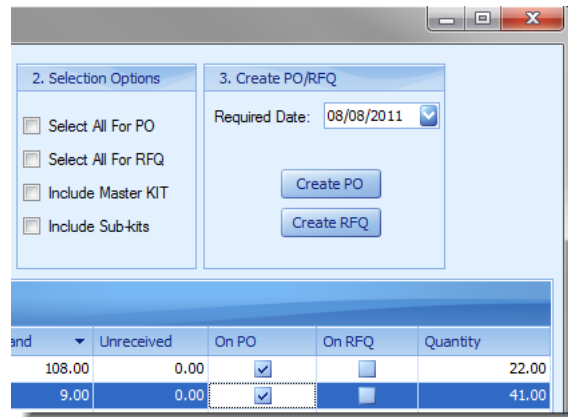 2. Selection Options
Select All For PO
Select All For RFQ
Include Master KIT
Include Sub-kits
3. Create PO/RFQ
Required Date: 08/08/2011
Create PO
Create RFQ
and Unreceived On PO On RFQ Quantity
108.00 0.00 22.00
9.00 0.00 41.00